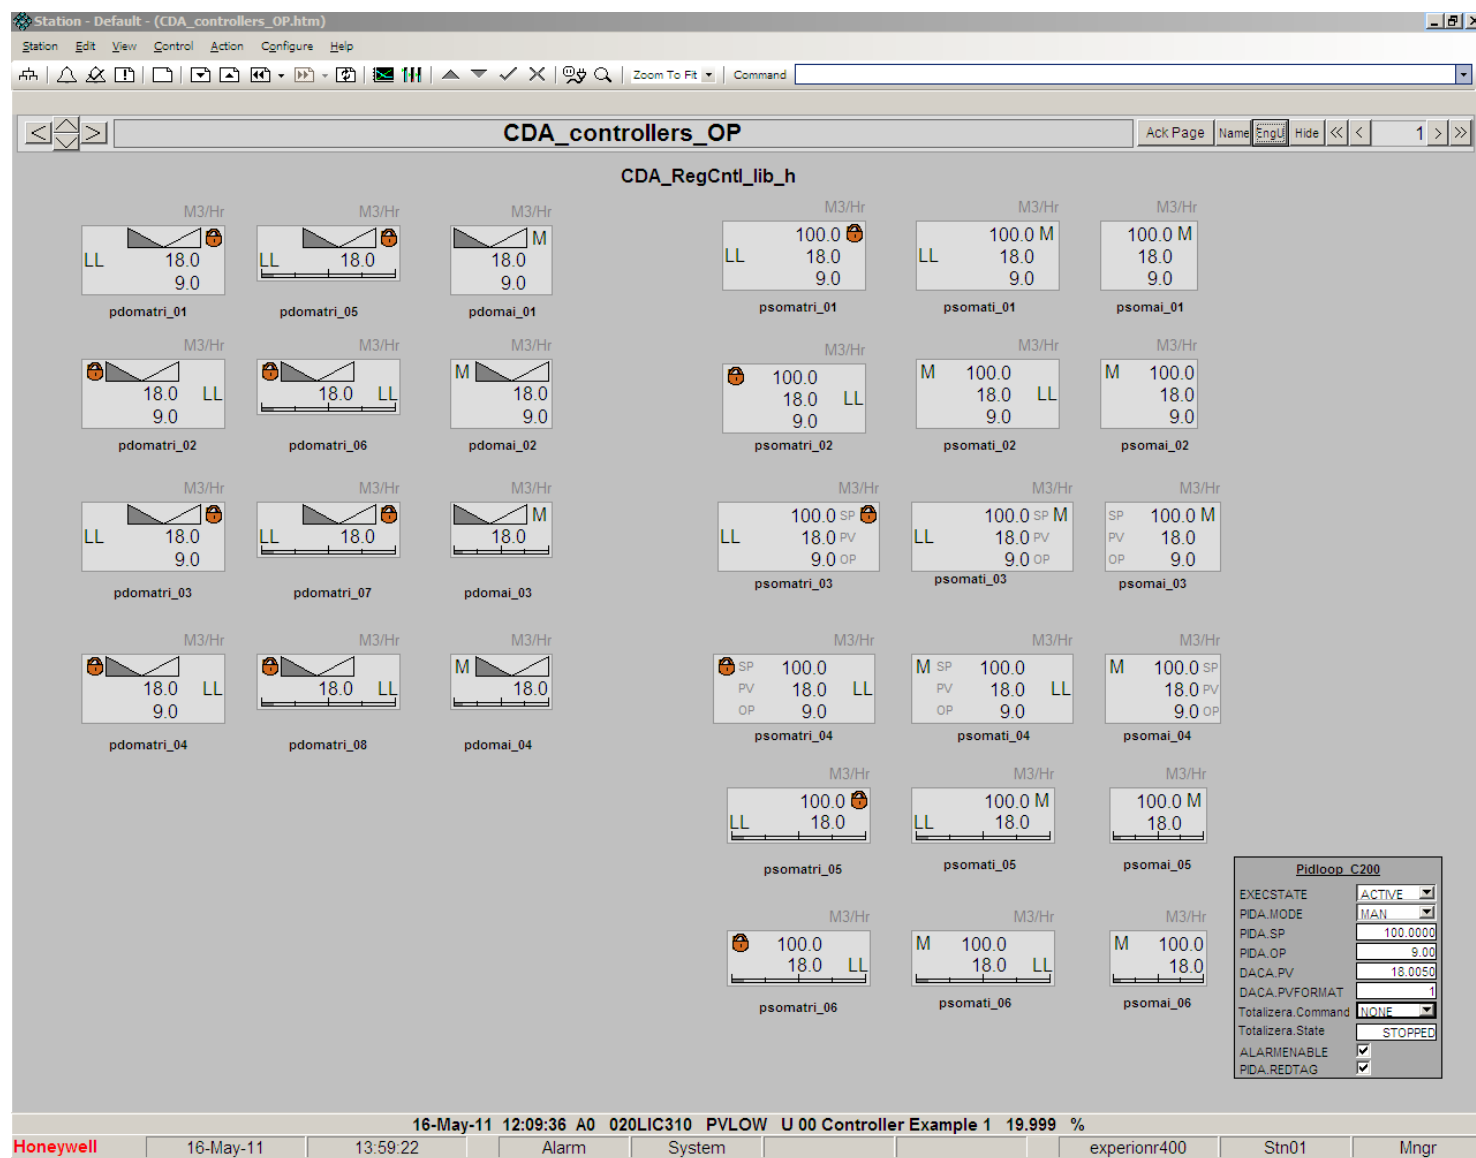 Station - Default - (CDA_controllers_OP.htm)
Station Edit View Control Action Configure Help
Zoom To Fit Command
CDA_controllers_OP Ack Page Name EngU Hide << < 1 > >>
CDA_RegCntl_lib_h
M3/Hr M3/Hr M3/Hr M3/Hr M3/Hr M3/Hr
M 100.0 100.0 M 100.0 M
LL 18.0 LL 18.0 18.0 LL 18.0 LL 18.0 18.0
9.0 9.0 9.0 9.0 9.0
pdomatri_01 pdomatri_05 pdomai_01 psomatri_01 psomati_01 psomai_01
M3/Hr M3/Hr M3/Hr M3/Hr M3/Hr M3/Hr
M 100.0 M 100.0 M 100.0
18.0 LL 18.0 LL 18.0 18.0 LL 18.0 LL 18.0
9.0 9.0 9.0 9.0 9.0
pdomatri_02 pdomatri_06 pdomai_02 psomatri_02 psomati_02 psomai_02
M3/Hr M3/Hr M3/Hr M3/Hr M3/Hr M3/Hr
M 100.0 SP 100.0 SP M SP 100.0 M
LL 18.0 LL 18.0 18.0 LL 18.0 PV LL 18.0 PV PV 18.0
9.0 9.0 OP 9.0 OP OP 9.0
pdomatri_03 pdomatri_07 pdomai_03 psomatri_03 psomati_03 psomai_03
M3/Hr M3/Hr M3/Hr M3/Hr M3/Hr M3/Hr
M SP 100.0 M SP 100.0 M 100.0 SP
18.0 LL 18.0 LL 18.0 PV 18.0 LL PV 18.0 LL 18.0 PV
9.0 OP 9.0 OP 9.0 9.0 OP
pdomatri_04 pdomatri_08 pdomai_04 psomatri_04 psomati_04 psomai_04
M3/Hr M3/Hr M3/Hr
100.0 100.0 M 100.0 M
LL 18.0 LL 18.0 18.0
psomatri_05 psomati_05 psomai_05
M3/Hr M3/Hr M3/Hr
100.0 M 100.0 M 100.0
18.0 LL 18.0 LL 18.0
psomatri_06 psomati_06 psomai_06
Pidloop_C200
EXECSTATE ACTIVE
PIDA.MODE MAN
PIDA.SP 100.0000
PIDA.OP 9.00
DACA.PV 18.0050
DACA.PVFORMAT 1
Totalizera.Command NONE
Totalizera.State STOPPED
ALARMENABLE
PIDA.REDTAG
16-May-11 12:09:36 A0 020LIC310 PVLOW U 00 Controller Example 1 19.999 %
Honeywell 16-May-11 13:59:22 Alarm System experionr400 Stn01 Mngr